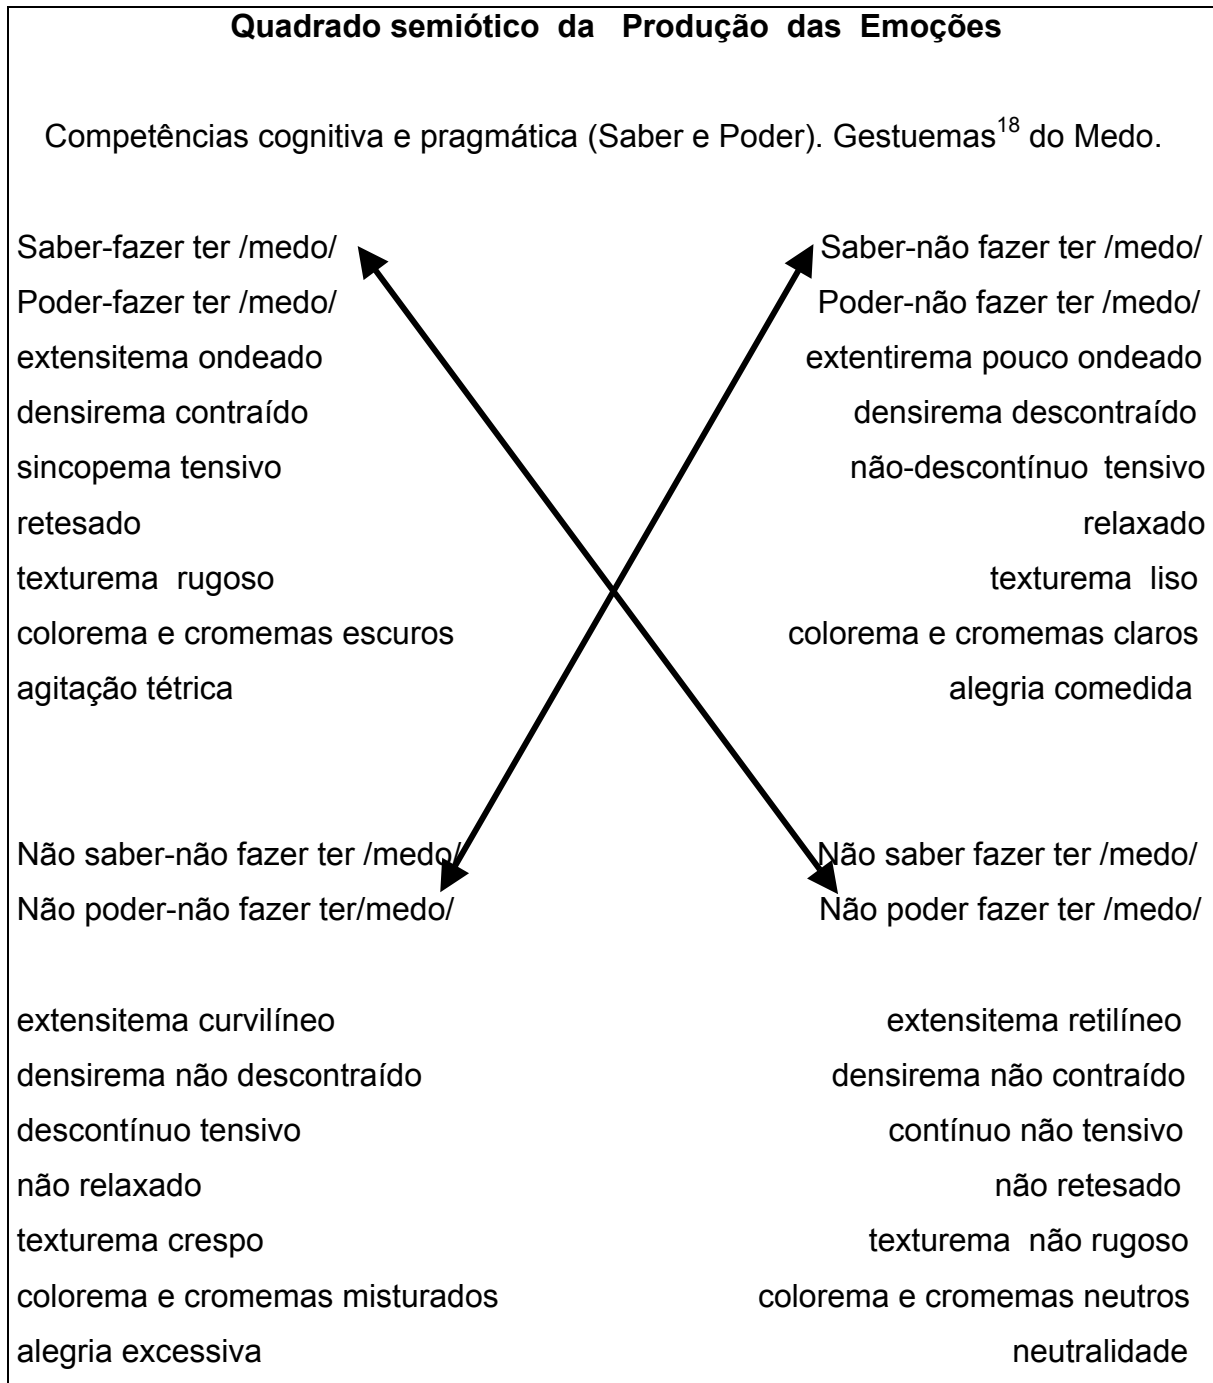 Quadrado semiótico da Produção das Emoções
Competências cognitiva e pragmática (Saber e Poder). Gestuemas18 do Medo.
Saber-fazer ter /medo/ Saber-não fazer ter /medo/
Poder-fazer ter /medo/ Poder-não fazer ter /medo/
extensitema ondeado extentirema pouco ondeado
densirema contraído densirema descontraído
sincopema tensivo não-descontínuo tensivo
retesado relaxado
texturema rugoso texturema liso
colorema e cromemas escuros colorema e cromemas claros
agitação tétrica alegria comedida
Não saber-não fazer ter /medo/ Não saber fazer ter /medo/
Não poder-não fazer ter/medo/ Não poder fazer ter /medo/
extensitema curvilíneo extensitema retilíneo
densirema não descontraído densirema não contraído
descontínuo tensivo contínuo não tensivo
não relaxado não retesado
texturema crespo texturema não rugoso
colorema e cromemas misturados colorema e cromemas neutros
alegria excessiva neutralidade